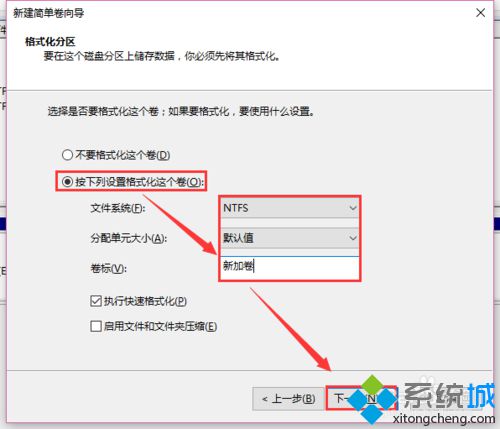 新建简单卷向导
格式化分区
要在这个磁盘分区上储存数据，你必须先将其格式化。
选择是否要格式化这个卷；如果要格式化，要使用什么设置。
不要格式化这个卷(D)
按下列设置格式化这个卷(O):
文件系统(F): NTFS
分配单元大小(A): 默认值
卷标(V): 新加卷
执行快速格式化(P)
启用文件和文件夹压缩(E)
< 上一步(B) 下一
系统城
xitongcheng.com